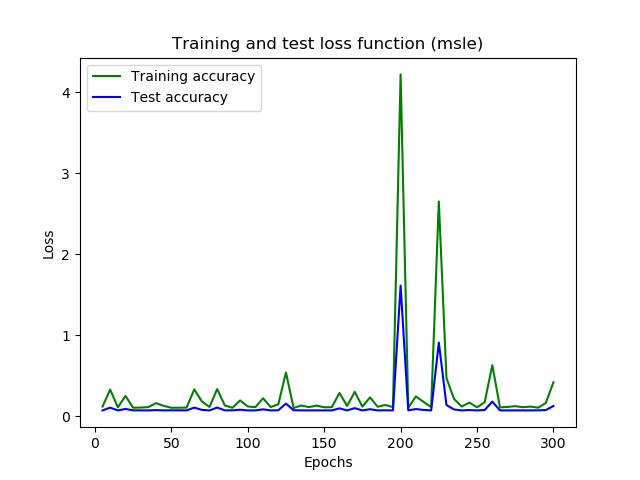 Training and test loss function (msle)
Training accuracy
Test accuracy
4
3
2
1
0
Loss
0
50
100
150
200
250
300
Epochs